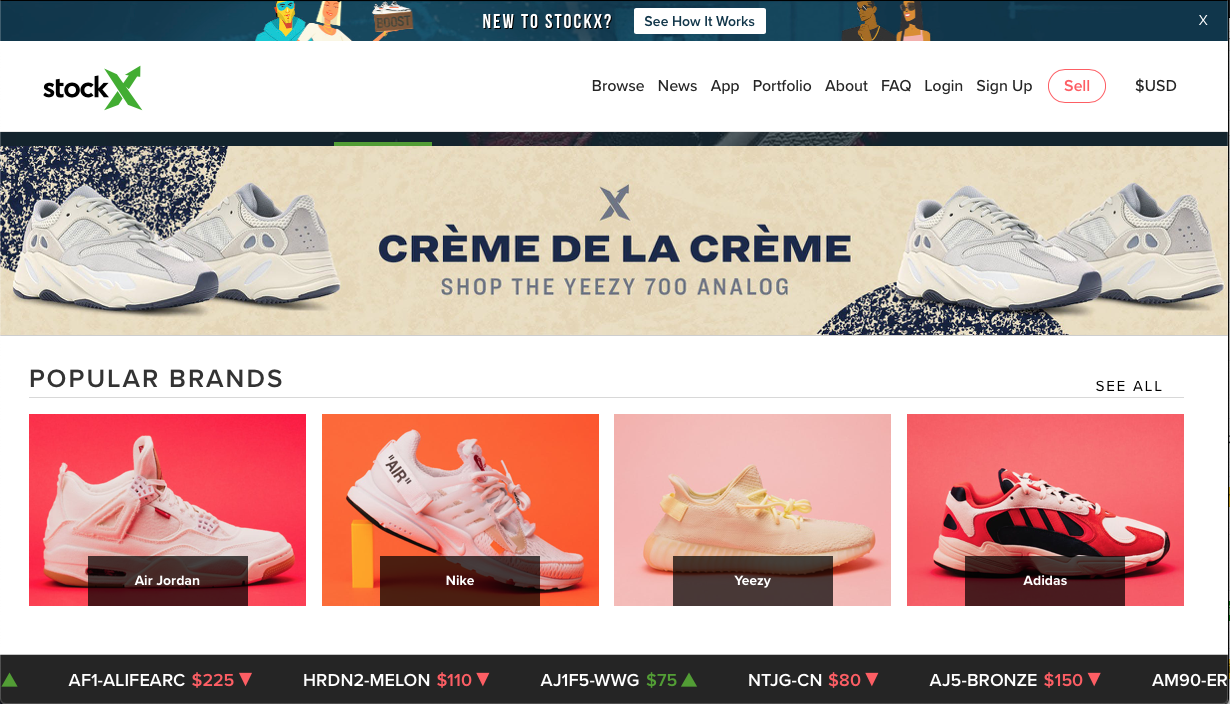 BOOST
NEW TO STOCKX?
See How It Works
X
stockX
Browse
News
App
Portfolio
About
FAQ
Login
Sign Up
Sell
$USD
CRÈME DE LA CRÈME
SHOP THE YEEZY 700 ANALOG
POPULAR BRANDS
SEE ALL
"AIR"
Air Jordan
Nike
Yeezy
Adidas
AF1-ALIFEARC $225
HRDN2-MELON $110
AJ1F5-WWG $75
NTJG-CN $80
AJ5-BRONZE $150
AM90-ER